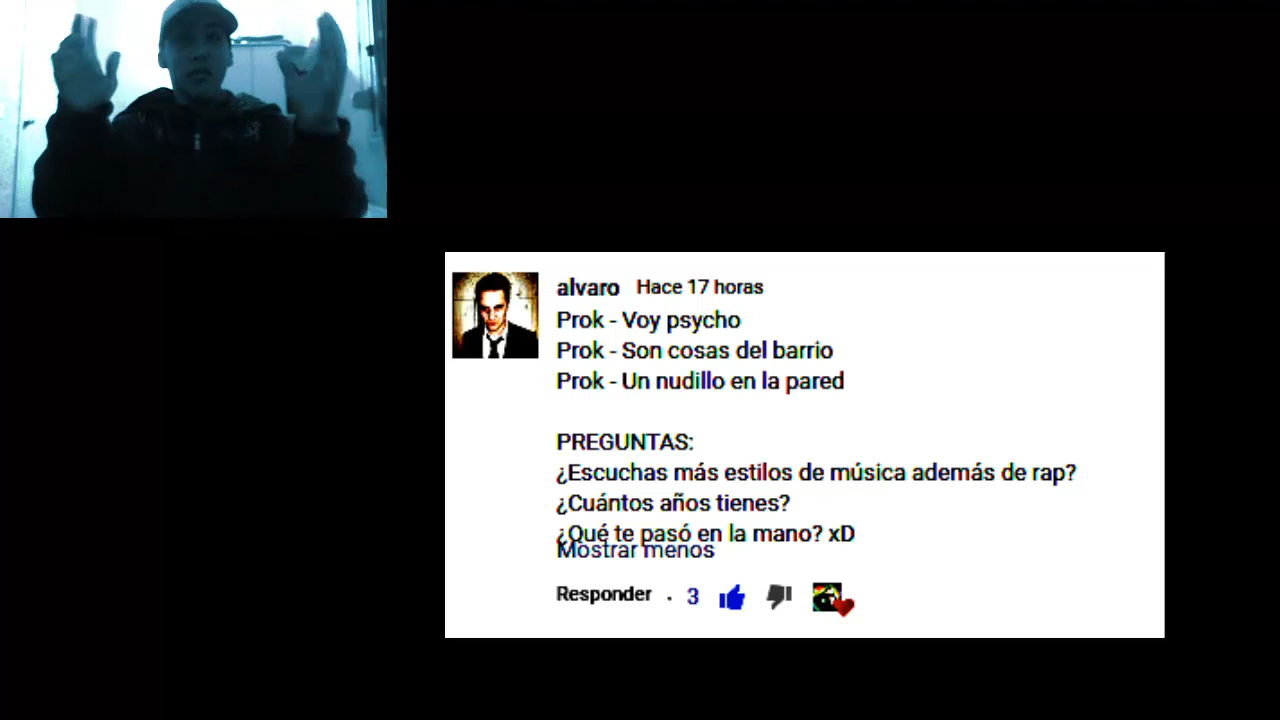 alvaro Hace 17 horas
Prok - Voy psycho
Prok - Son cosas del barrio
Prok - Un nudillo en la pared
PREGUNTAS:
¿Escuchas más estilos de música además de rap?
¿Cuántos años tienes?
¿Qué te pasó en la mano? xD
Mostrar menos
Responder . 3